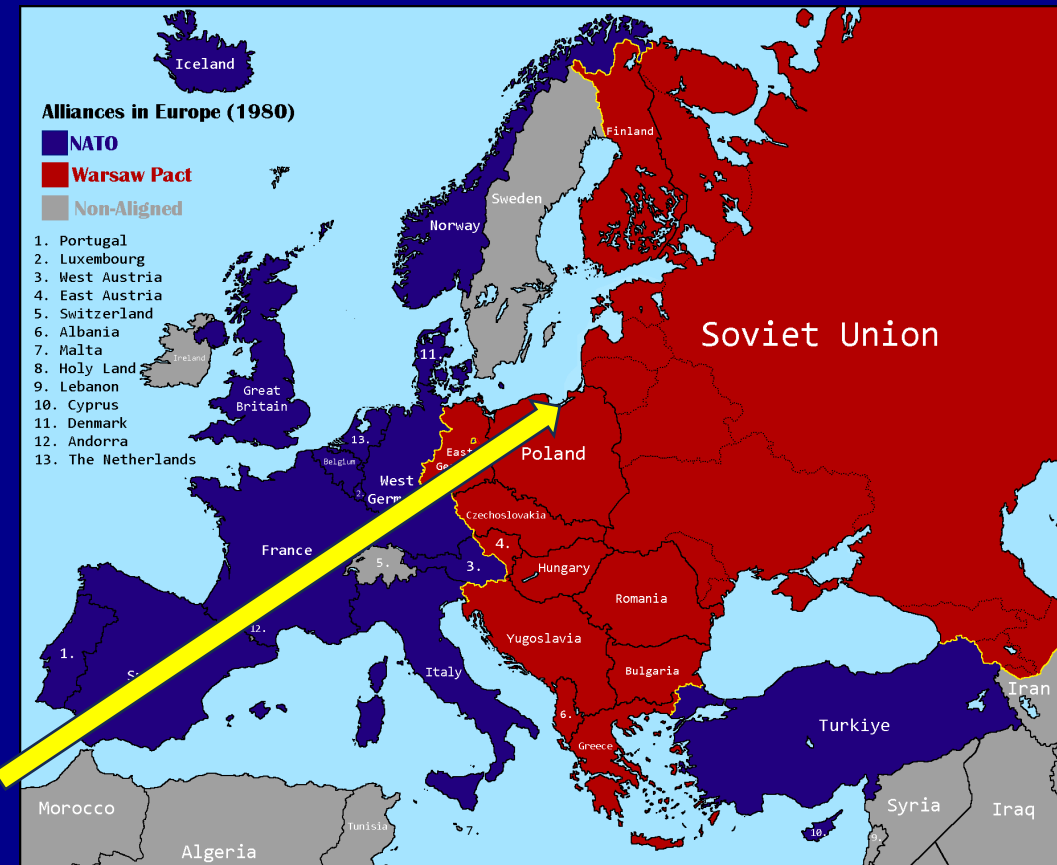 Iceland
Alliances in Europe (1980)
NATO
Warsaw Pact
Non-Aligned
1. Portugal
2. Luxembourg
3. West Austria
4. East Austria
5. Switzerland
6. Albania
7. Malta
8. Holy Land
9. Lebanon
10. Cyprus
11. Denmark
12. Andorra
13. The Netherlands
Finland
Sweden
Norway
Soviet Union
Ireland
11.
Great
Britain
13.
Belgium
2.
West
Germ
East
Ge
Poland
Czechoslovakia
France
5.
4.
3.
Hungary
Romania
12.
1.
Yugoslavia
Italy
Bulgaria
6.
Greece
Turkiye
Iran
Morocco
Algeria
Tunisia
7.
10.
Syria
9.
Iraq